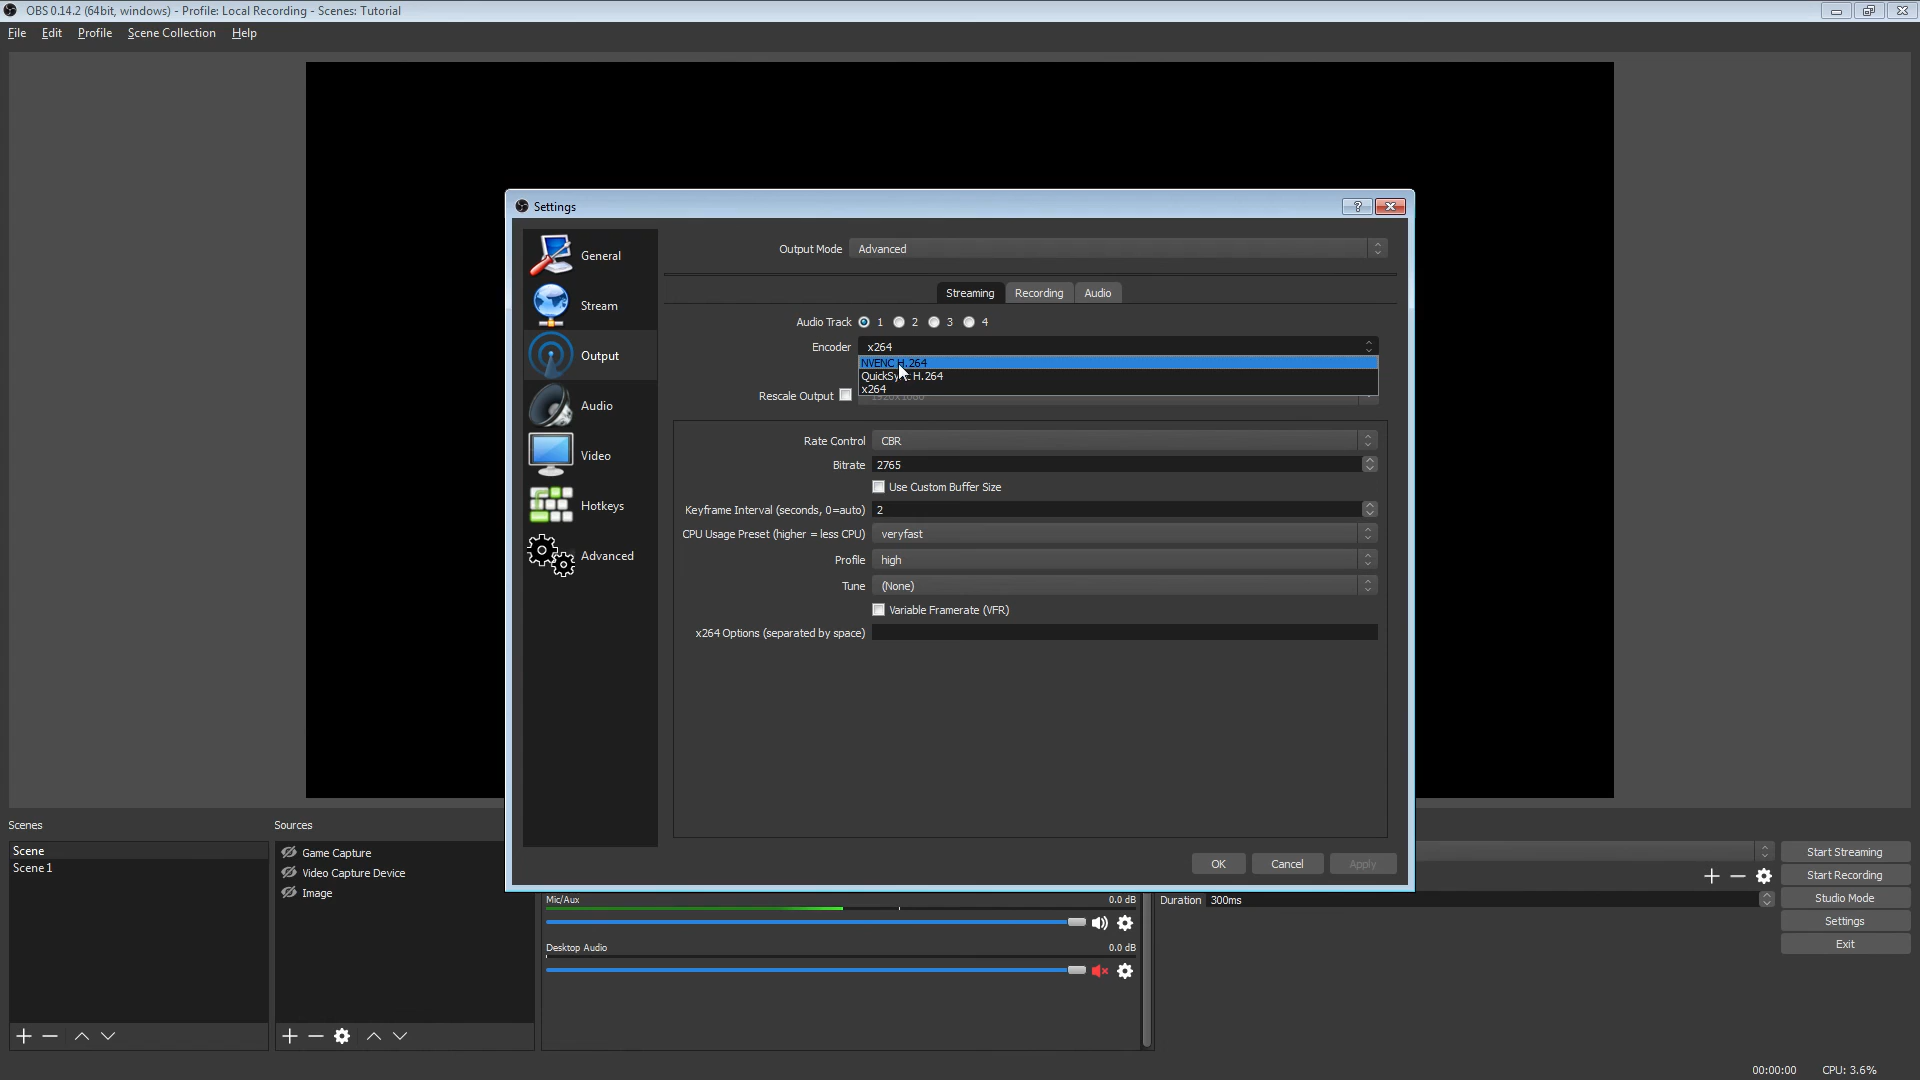 OBS 0.14.2 (64bit, windows) - Profile: Local Recording - Scenes: Tutorial
File Edit Profile Scene Collection Help
Settings
?
General
Stream
Output
Audio
Video
Hotkeys
Advanced
Output Mode Advanced
Streaming Recording Audio
Audio Track 1 2 3 4
Encoder x264
NVENC H.264
H.264
x264
Rescale Output 1920x1080
Rate Control CBR
Bitrate 2765
Use Custom Buffer Size
Keyframe Interval (seconds, 0=auto) 2
CPU Usage Preset (higher = less CPU) veryfast
Profile high
Tune (None)
Variable Framerate (VFR)
x264 Options (separated by space)
OK Cancel Apply
Scenes
Scene
Scene 1
Sources
Game Capture
Video Capture Device
Image
Mic/Aux 0.0 dB
Desktop Audio 0.0 dB
Duration 300ms
Start Streaming
Start Recording
Studio Mode
Settings
Exit
00:00:00 CPU: 3.6%